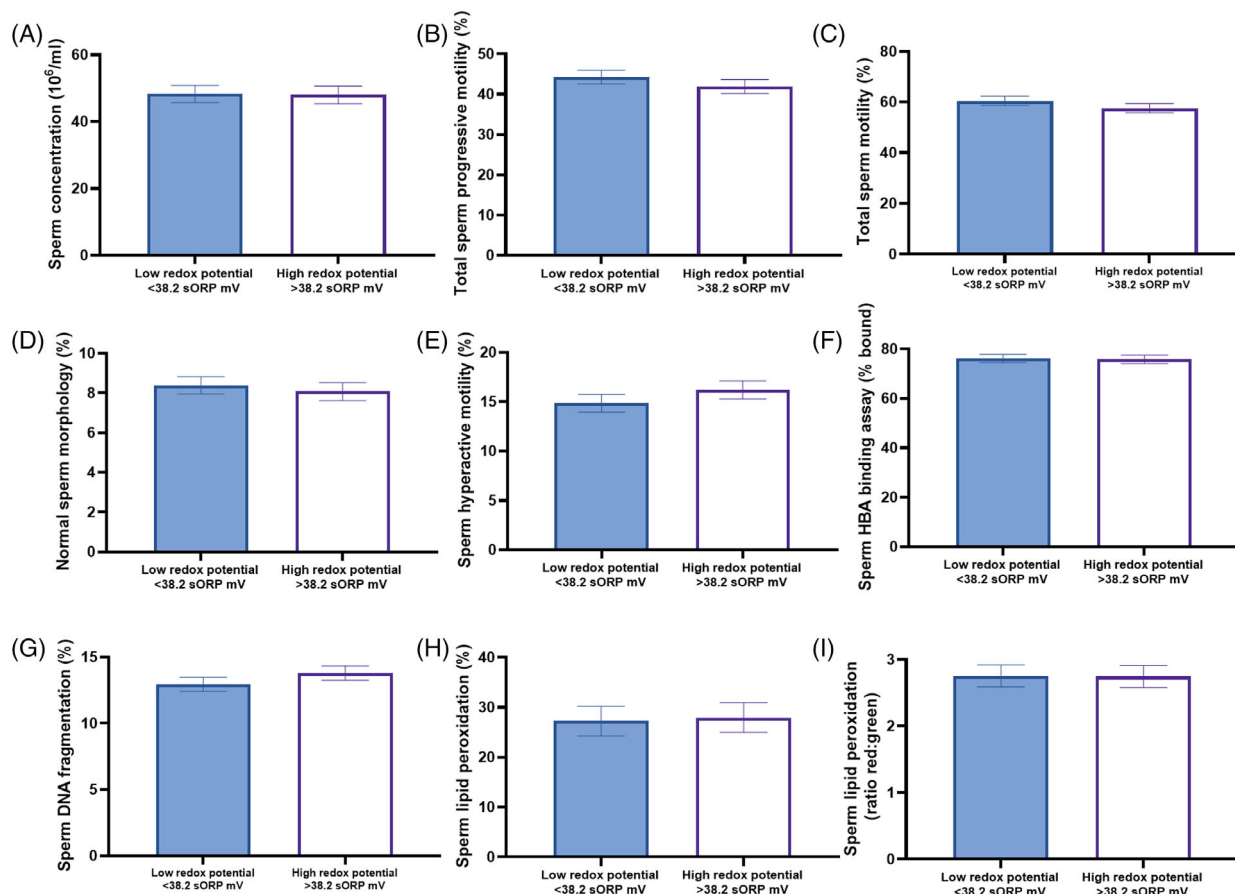 (A)
Sperm concentration (10⁶/ml)
60
40
20
0
Low redox potential
<38.2 sORP mV
High redox potential
>38.2 sORP mV
(B)
Total sperm progressive motility (%)
50
40
30
20
10
0
Low redox potential
<38.2 sORP mV
High redox potential
>38.2 sORP mV
(C)
Total sperm motility (%)
80
60
40
20
0
Low redox potential
<38.2 sORP mV
High redox potential
>38.2 sORP mV
(D)
Normal sperm morphology (%)
10
8
6
4
2
0
Low redox potential
<38.2 sORP mV
High redox potential
>38.2 sORP mV
(E)
Sperm hyperactive motility (%)
20
15
10
5
0
Low redox potential
<38.2 sORP mV
High redox potential
>38.2 sORP mV
(F)
Sperm HBA binding assay (% bound)
80
60
40
20
0
Low redox potential
<38.2 sORP mV
High redox potential
>38.2 sORP mV
(G)
Sperm DNA fragmentation (%)
15
10
5
0
Low redox potential
<38.2 sORP mV
High redox potential
>38.2 sORP mV
(H)
Sperm lipid peroxidation (%)
40
30
20
10
0
Low redox potential
<38.2 sORP mV
High redox potential
>38.2 sORP mV
(I)
Sperm lipid peroxidation
(ratio red:green)
3
2
1
0
Low redox potential
<38.2 sORP mV
High redox potential
>38.2 sORP mV